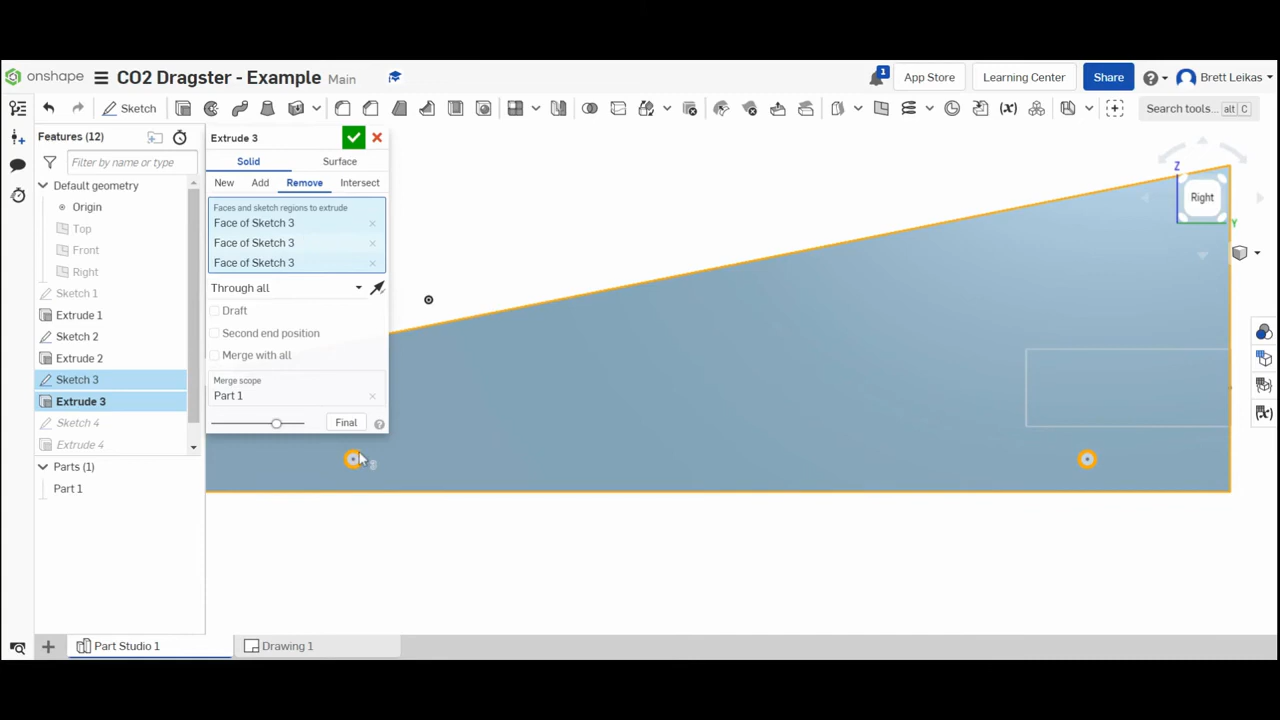 onshape CO2 Dragster - Example Main 1 App Store Learning Center Share Brett Leikas
Sketch Search tools... alt C
Features (12)
Filter by name or type
Default geometry
Origin
Top
Front
Right
Sketch 1
Extrude 1
Sketch 2
Extrude 2
Sketch 3
Extrude 3
Sketch 4
Extrude 4
Parts (1)
Part 1
Extrude 3
Solid Surface
New Add Remove Intersect
Faces and sketch regions to extrude
Face of Sketch 3
Face of Sketch 3
Face of Sketch 3
Through all
Draft
Second end position
Merge with all
Merge scope
Part 1
Final
Z
Right
Y
Part Studio 1 Drawing 1